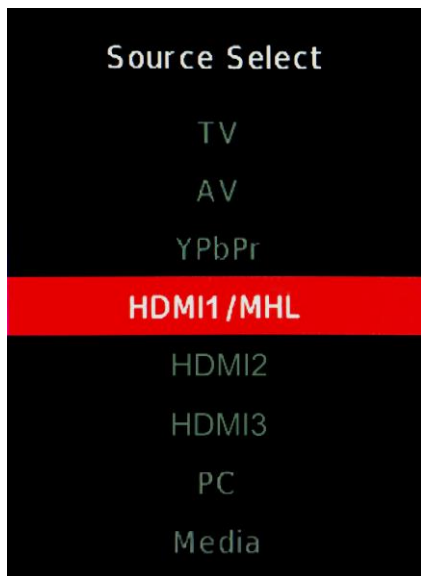 Source Select
TV
AV
YPbPr
HDMI1/MHL
HDMI2
HDMI3
PC
Media